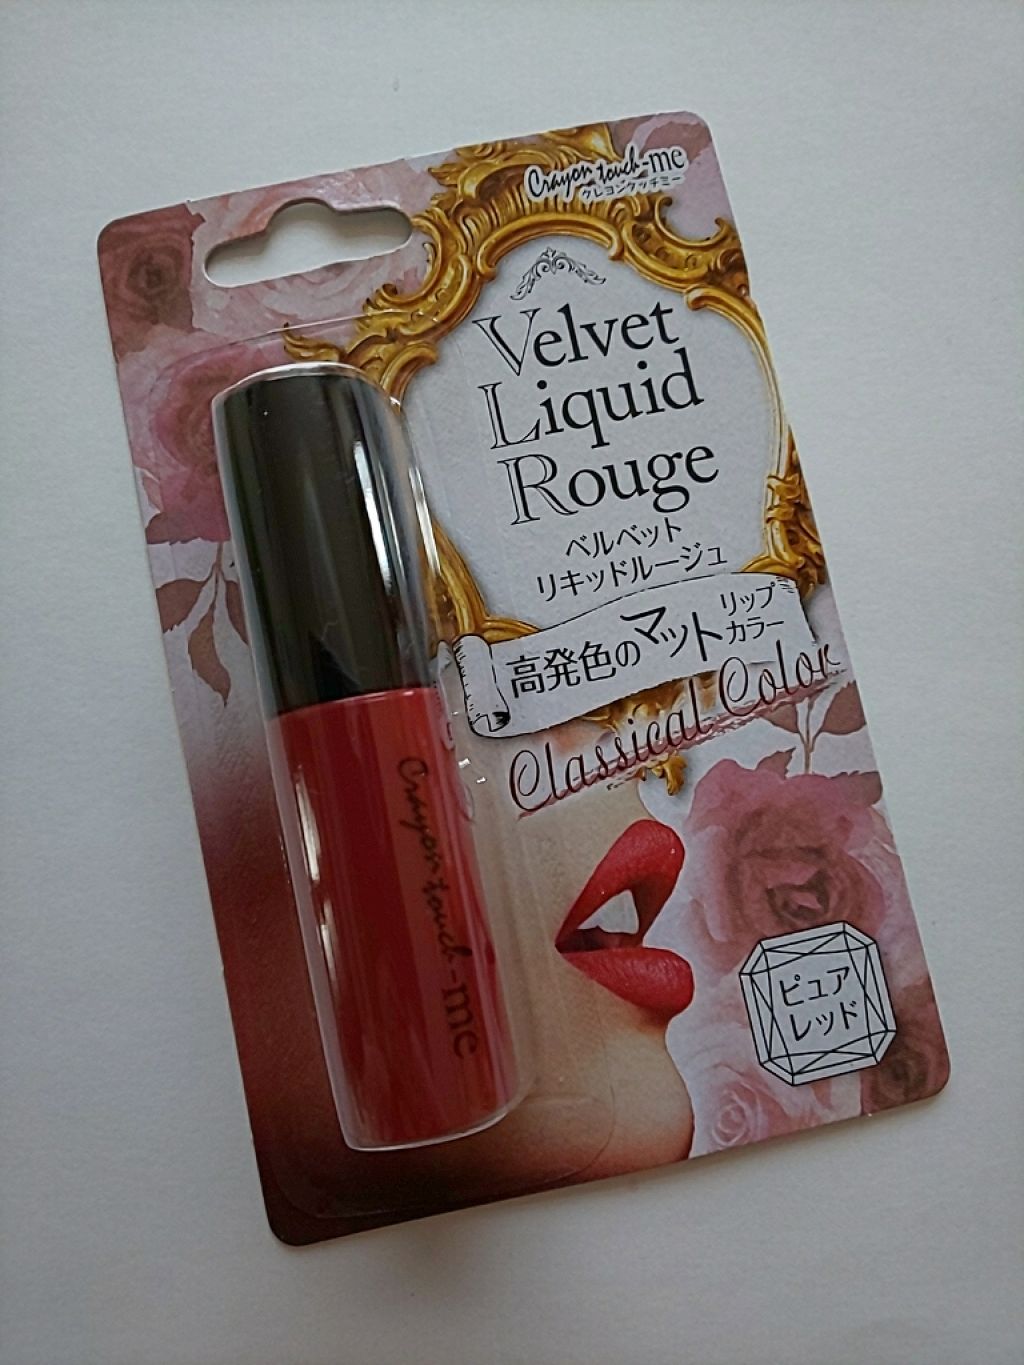 Crayon touch-me
クレヨンタッチミー
Velvet
Liquid
Rouge
ベルベット
リキッドルージュ
高発色のマット リップカラー
Classical Color
Crayon touch-me
ピュア
レッド